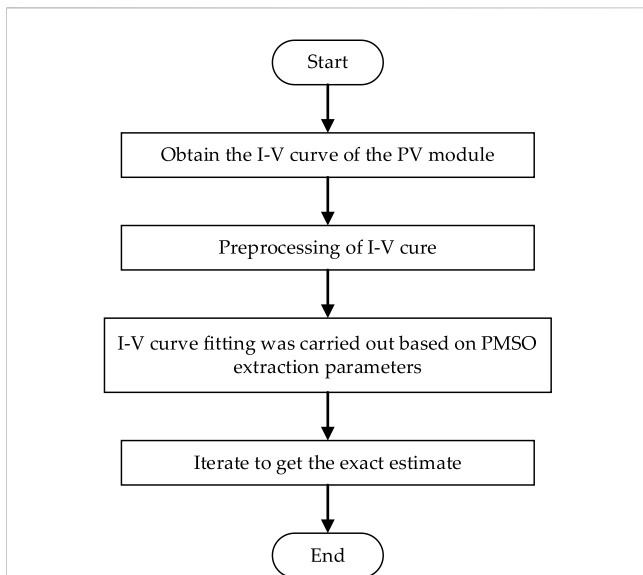 Start
Obtain the I-V curve of the PV module
Preprocessing of I-V cure
I-V curve fitting was carried out based on PMSO
extraction parameters
Iterate to get the exact estimate
End